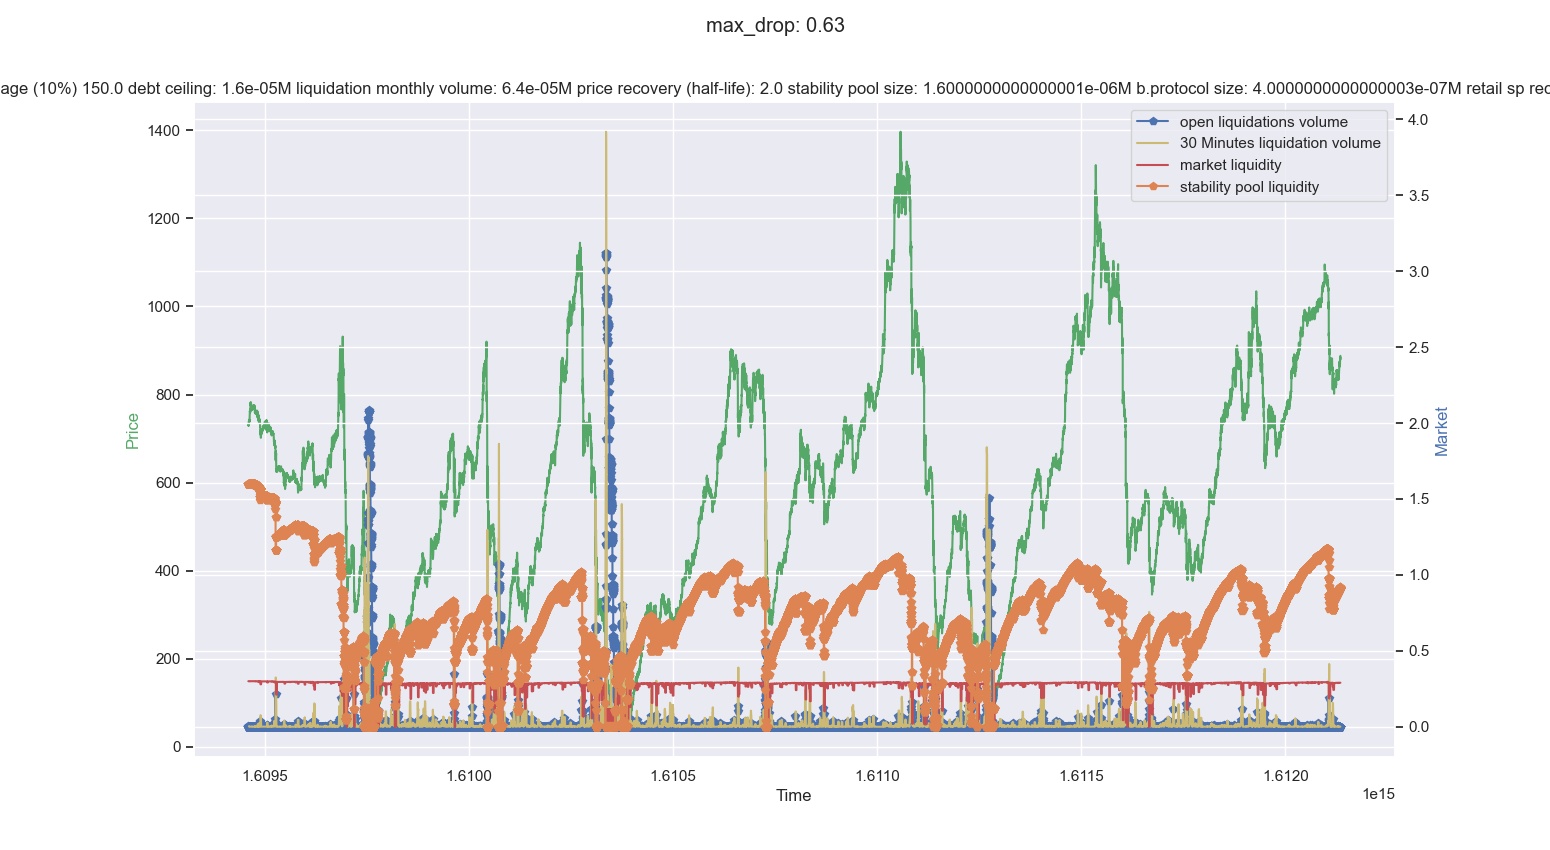 max_drop: 0.63
age (10%) 150.0 debt ceiling: 1.6e-05M liquidation monthly volume: 6.4e-05M price recovery (half-life): 2.0 stability pool size: 1.6000000000000001e-06M b.protocol size: 4.0000000000000003e-07M retail sp rec
open liquidations volume
30 Minutes liquidation volume
market liquidity
stability pool liquidity
1400
1200
1000
800
600
400
200
0
Price
4.0
3.5
3.0
2.5
2.0
1.5
1.0
0.5
0.0
Market
1.6095 1.6100 1.6105 1.6110 1.6115 1.6120
1e15
Time